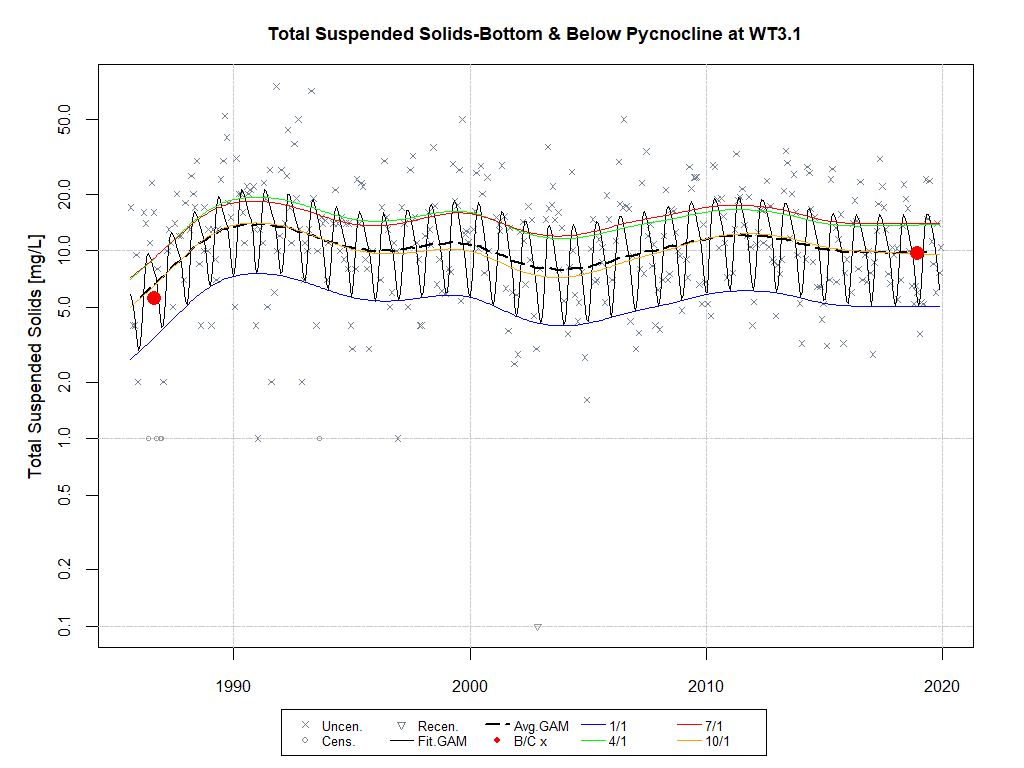 Total Suspended Solids-Bottom & Below Pycnocline at WT3.1
Total Suspended Solids [mg/L]
50.0
20.0
10.0
5.0
2.0
1.0
0.5
0.2
0.1
1990 2000 2010 2020
Uncen. Recen. Avg.GAM 1/1 7/1
Cens. Fit.GAM B/C x 4/1 10/1